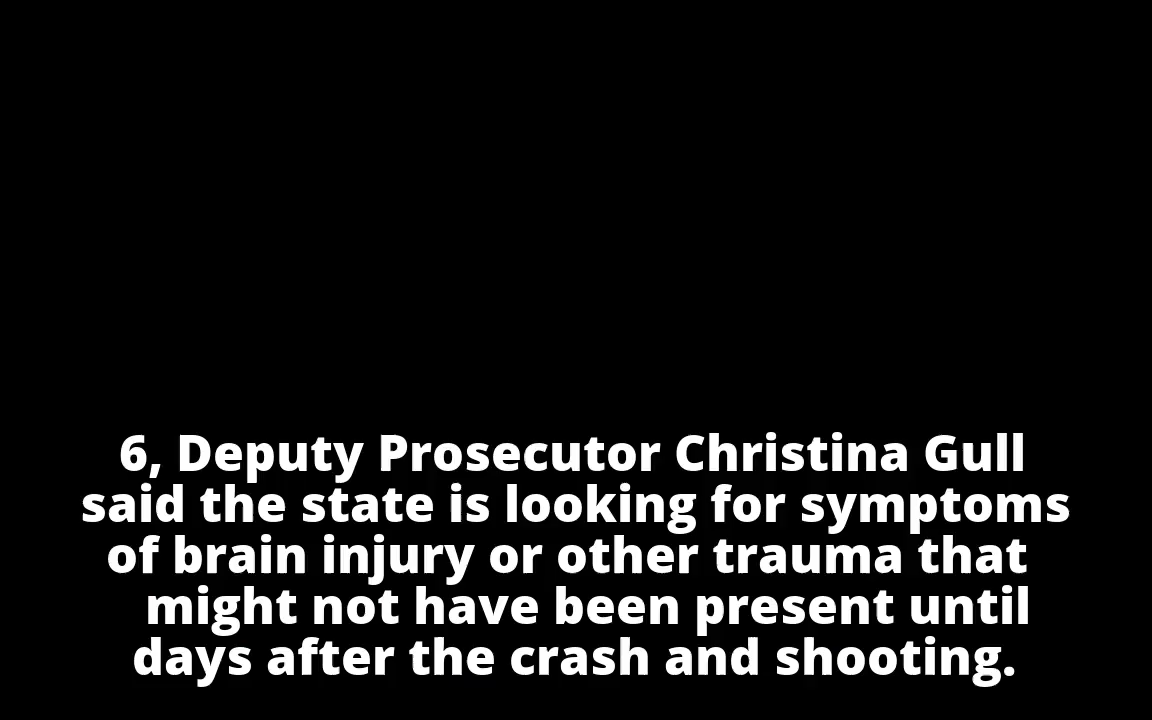 6, Deputy Prosecutor Christina Gull
said the state is looking for symptoms
of brain injury or other trauma that
might not have been present until
days after the crash and shooting.